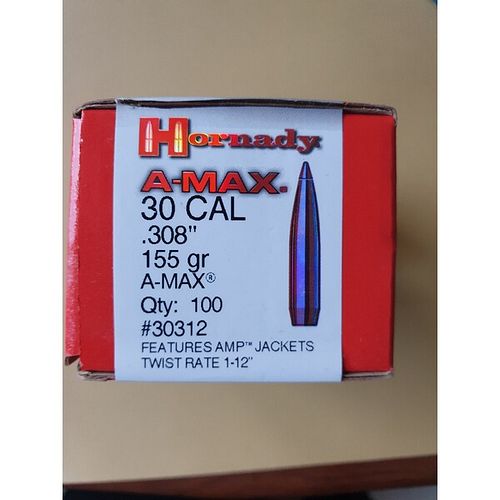 Hornady
A-MAX®
30 CAL
.308"
155 gr
A-MAX®
Qty: 100
#30312
FEATURES AMP™ JACKETS
TWIST RATE 1-12"